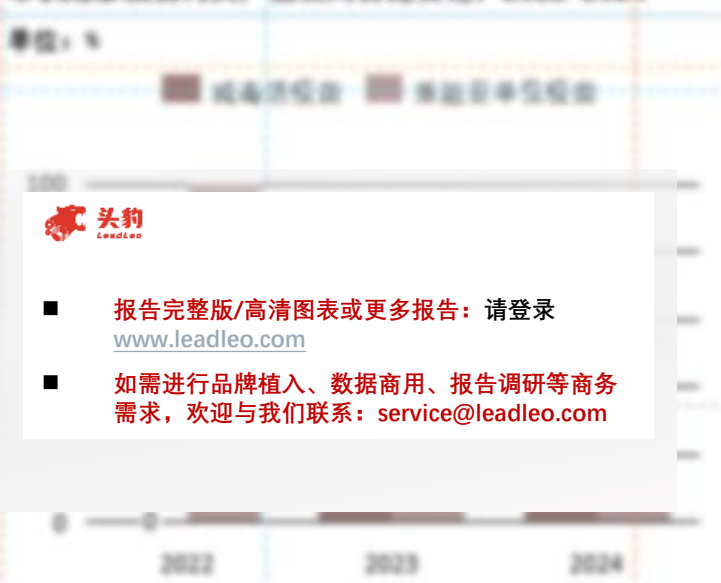 单位：%
100
头豹
LeadLeo
■ 报告完整版/高清图表或更多报告：请登录
www.leadleo.com
■ 如需进行品牌植入、数据商用、报告调研等商务
需求，欢迎与我们联系：service@leadleo.com
0 0
2022 2023 2024